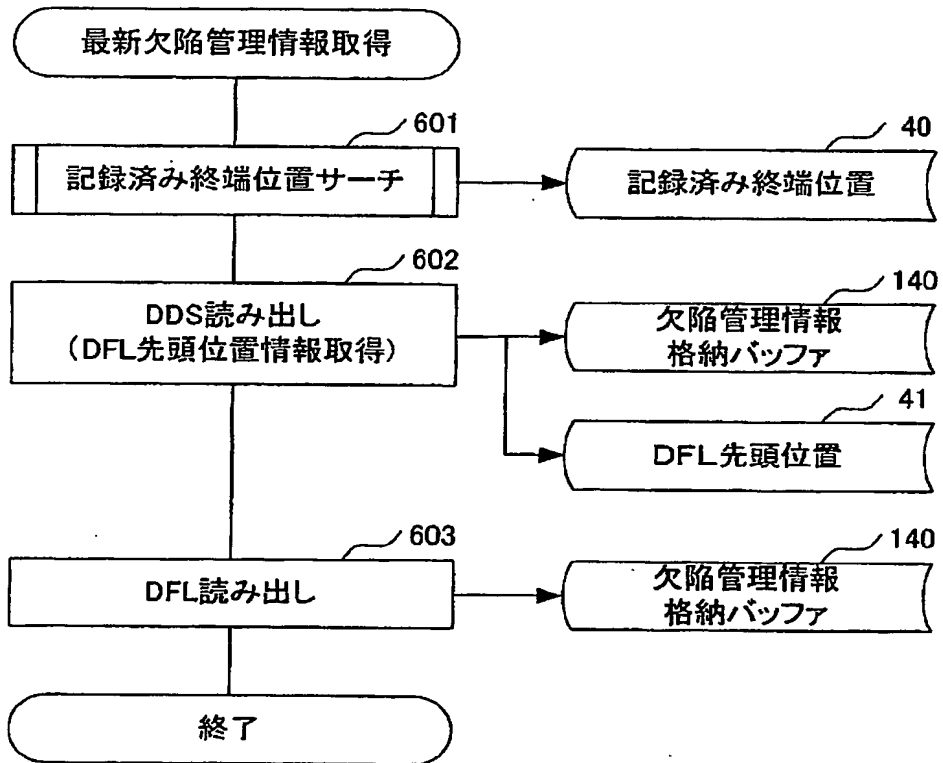 最新欠陥管理情報取得
601
記録済み終端位置サーチ
40
記録済み終端位置
602
DDS読み出し
(DFL先頭位置情報取得)
140
欠陥管理情報
格納バッファ
41
DFL先頭位置
603
DFL読み出し
140
欠陥管理情報
格納バッファ
終了